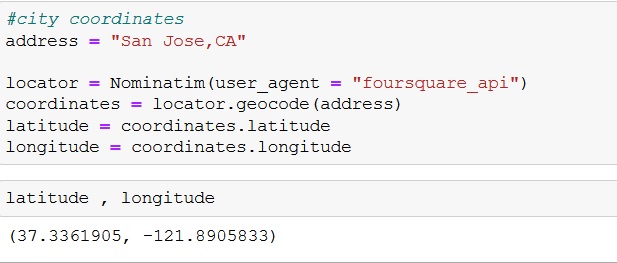 #city coordinates
address = "San Jose,CA"
locator = Nominatim(user_agent = "foursquare_api")
coordinates = locator.geocode(address)
latitude = coordinates.latitude
longitude = coordinates.longitude
latitude , longitude
(37.3361905, -121.8905833)